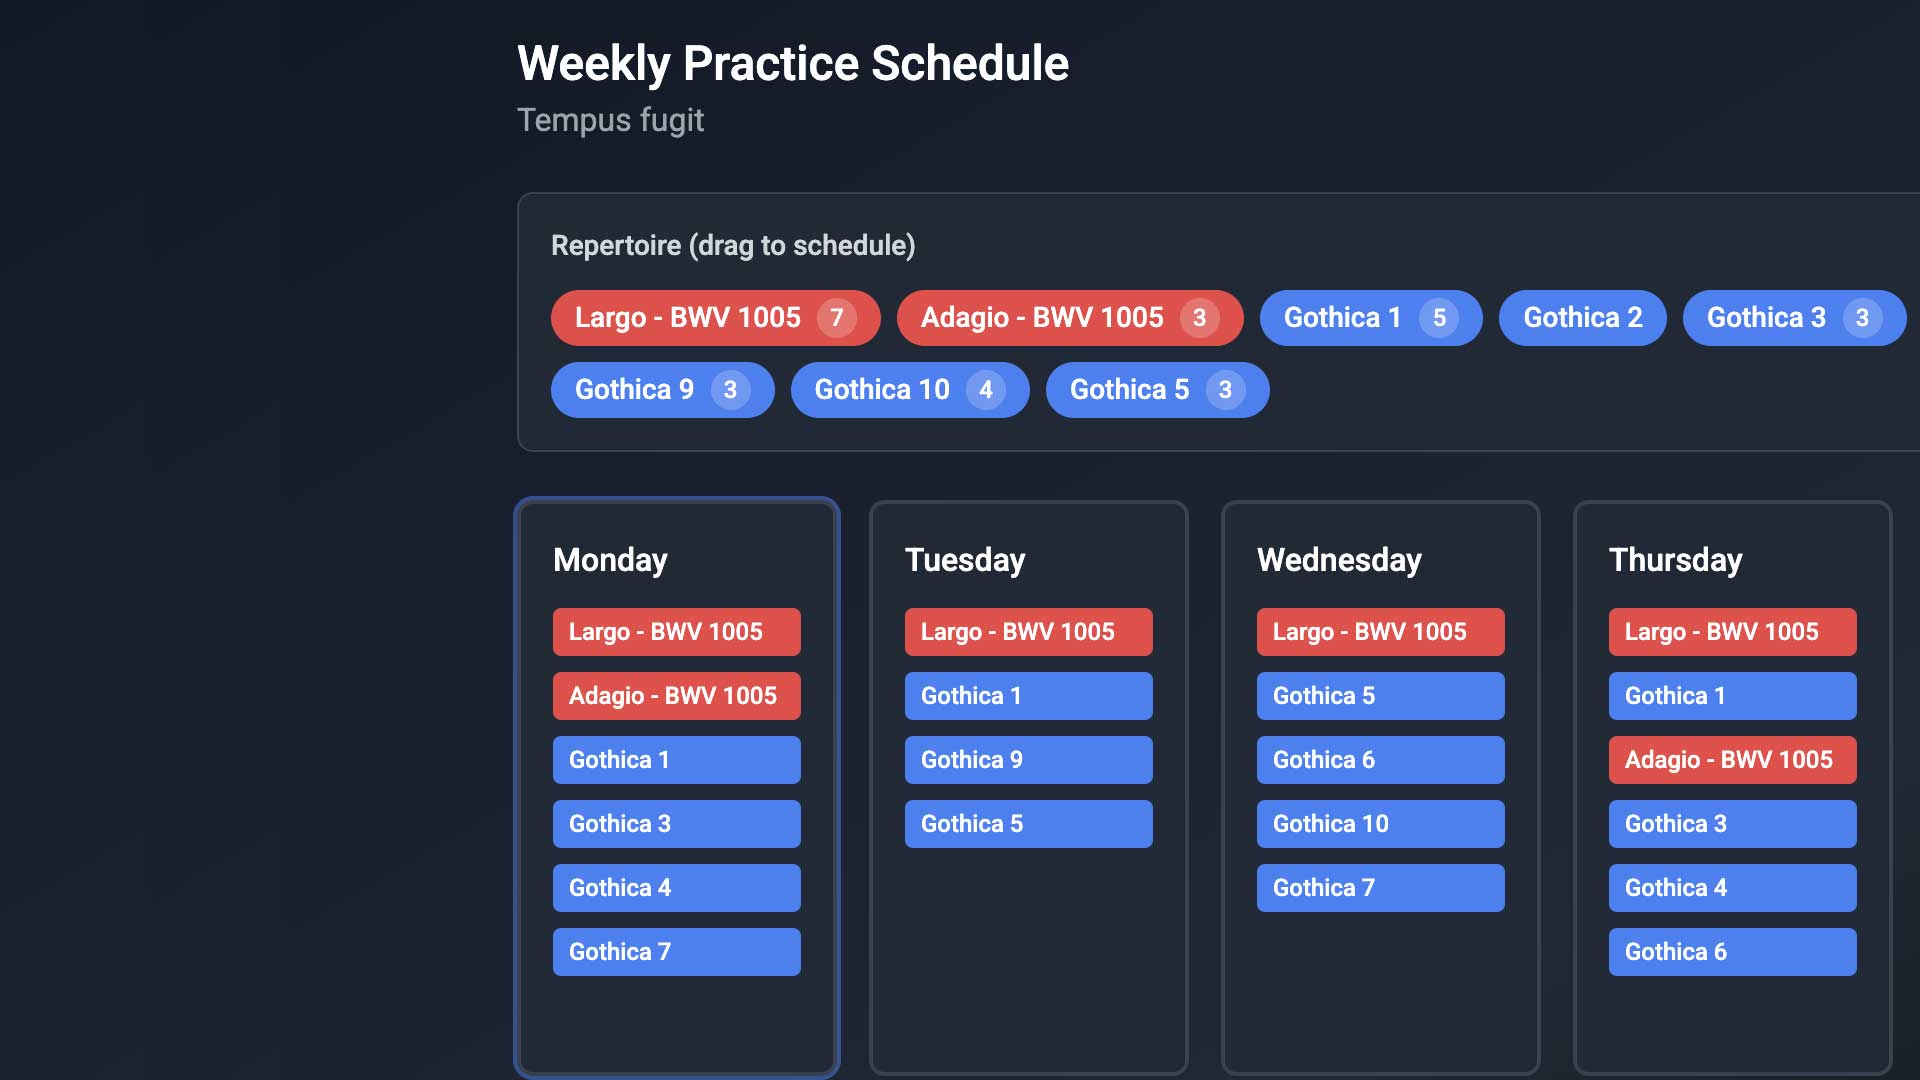 Weekly Practice Schedule
Tempus fugit
Repertoire (drag to schedule)
Largo - BWV 1005 7 Adagio - BWV 1005 3 Gothica 1 5 Gothica 2 Gothica 3 3
Gothica 9 3 Gothica 10 4 Gothica 5 3
Monday
Largo - BWV 1005
Adagio - BWV 1005
Gothica 1
Gothica 3
Gothica 4
Gothica 7
Tuesday
Largo - BWV 1005
Gothica 1
Gothica 9
Gothica 5
Wednesday
Largo - BWV 1005
Gothica 5
Gothica 6
Gothica 10
Gothica 7
Thursday
Largo - BWV 1005
Gothica 1
Adagio - BWV 1005
Gothica 3
Gothica 4
Gothica 6